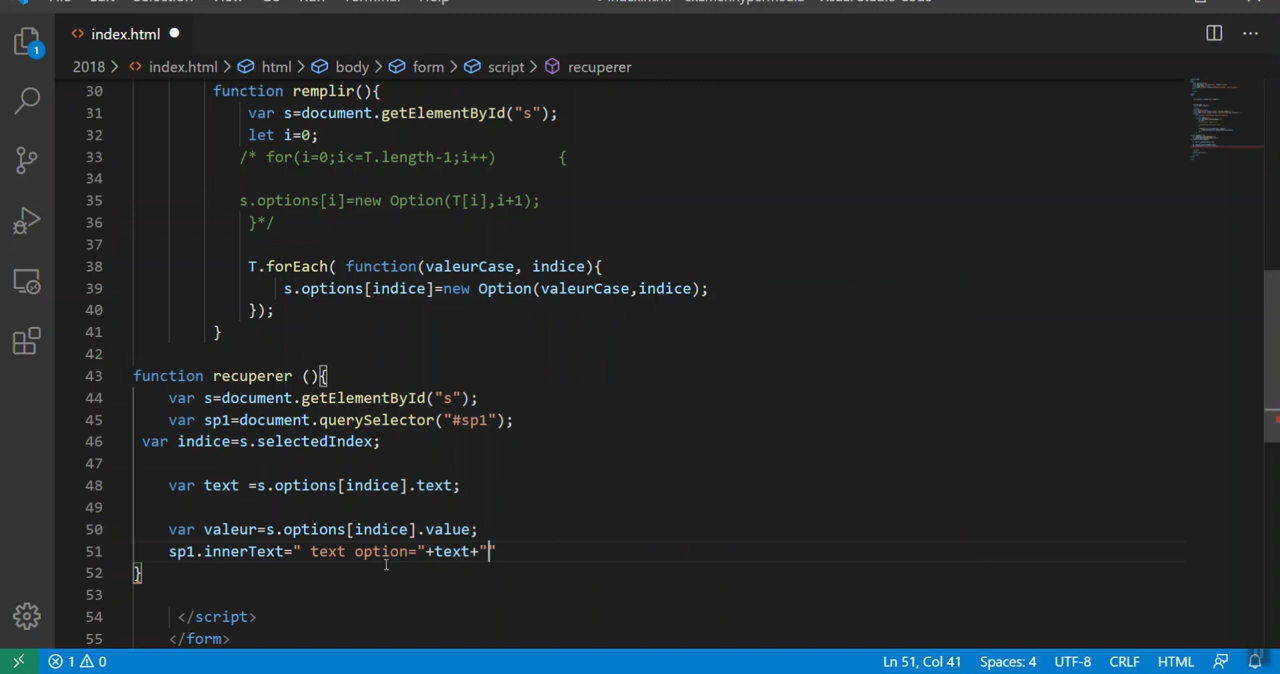 index.html
2018 > index.html > html > body > form > script > recuperer
1
30 function remplir(){
31 var s=document.getElementById("s");
32 let i=0;
33 /* for(i=0;i<=T.length-1;i++) {
34
35 s.options[i]=new Option(T[i],i+1);
36 }*/
37
38 T.forEach( function(valeurCase, indice){
39 s.options[indice]=new Option(valeurCase,indice);
40 });
41 }
42
43 function recuperer (){
44 var s=document.getElementById("s");
45 var sp1=document.querySelector("#sp1");
46 var indice=s.selectedIndex;
47
48 var text =s.options[indice].text;
49
50 var valeur=s.options[indice].value;
51 sp1.innerText=" text option="+text+""
52 }
53
54 </script>
55 </form>
1 0 Ln 51, Col 41 Spaces: 4 UTF-8 CRLF HTML